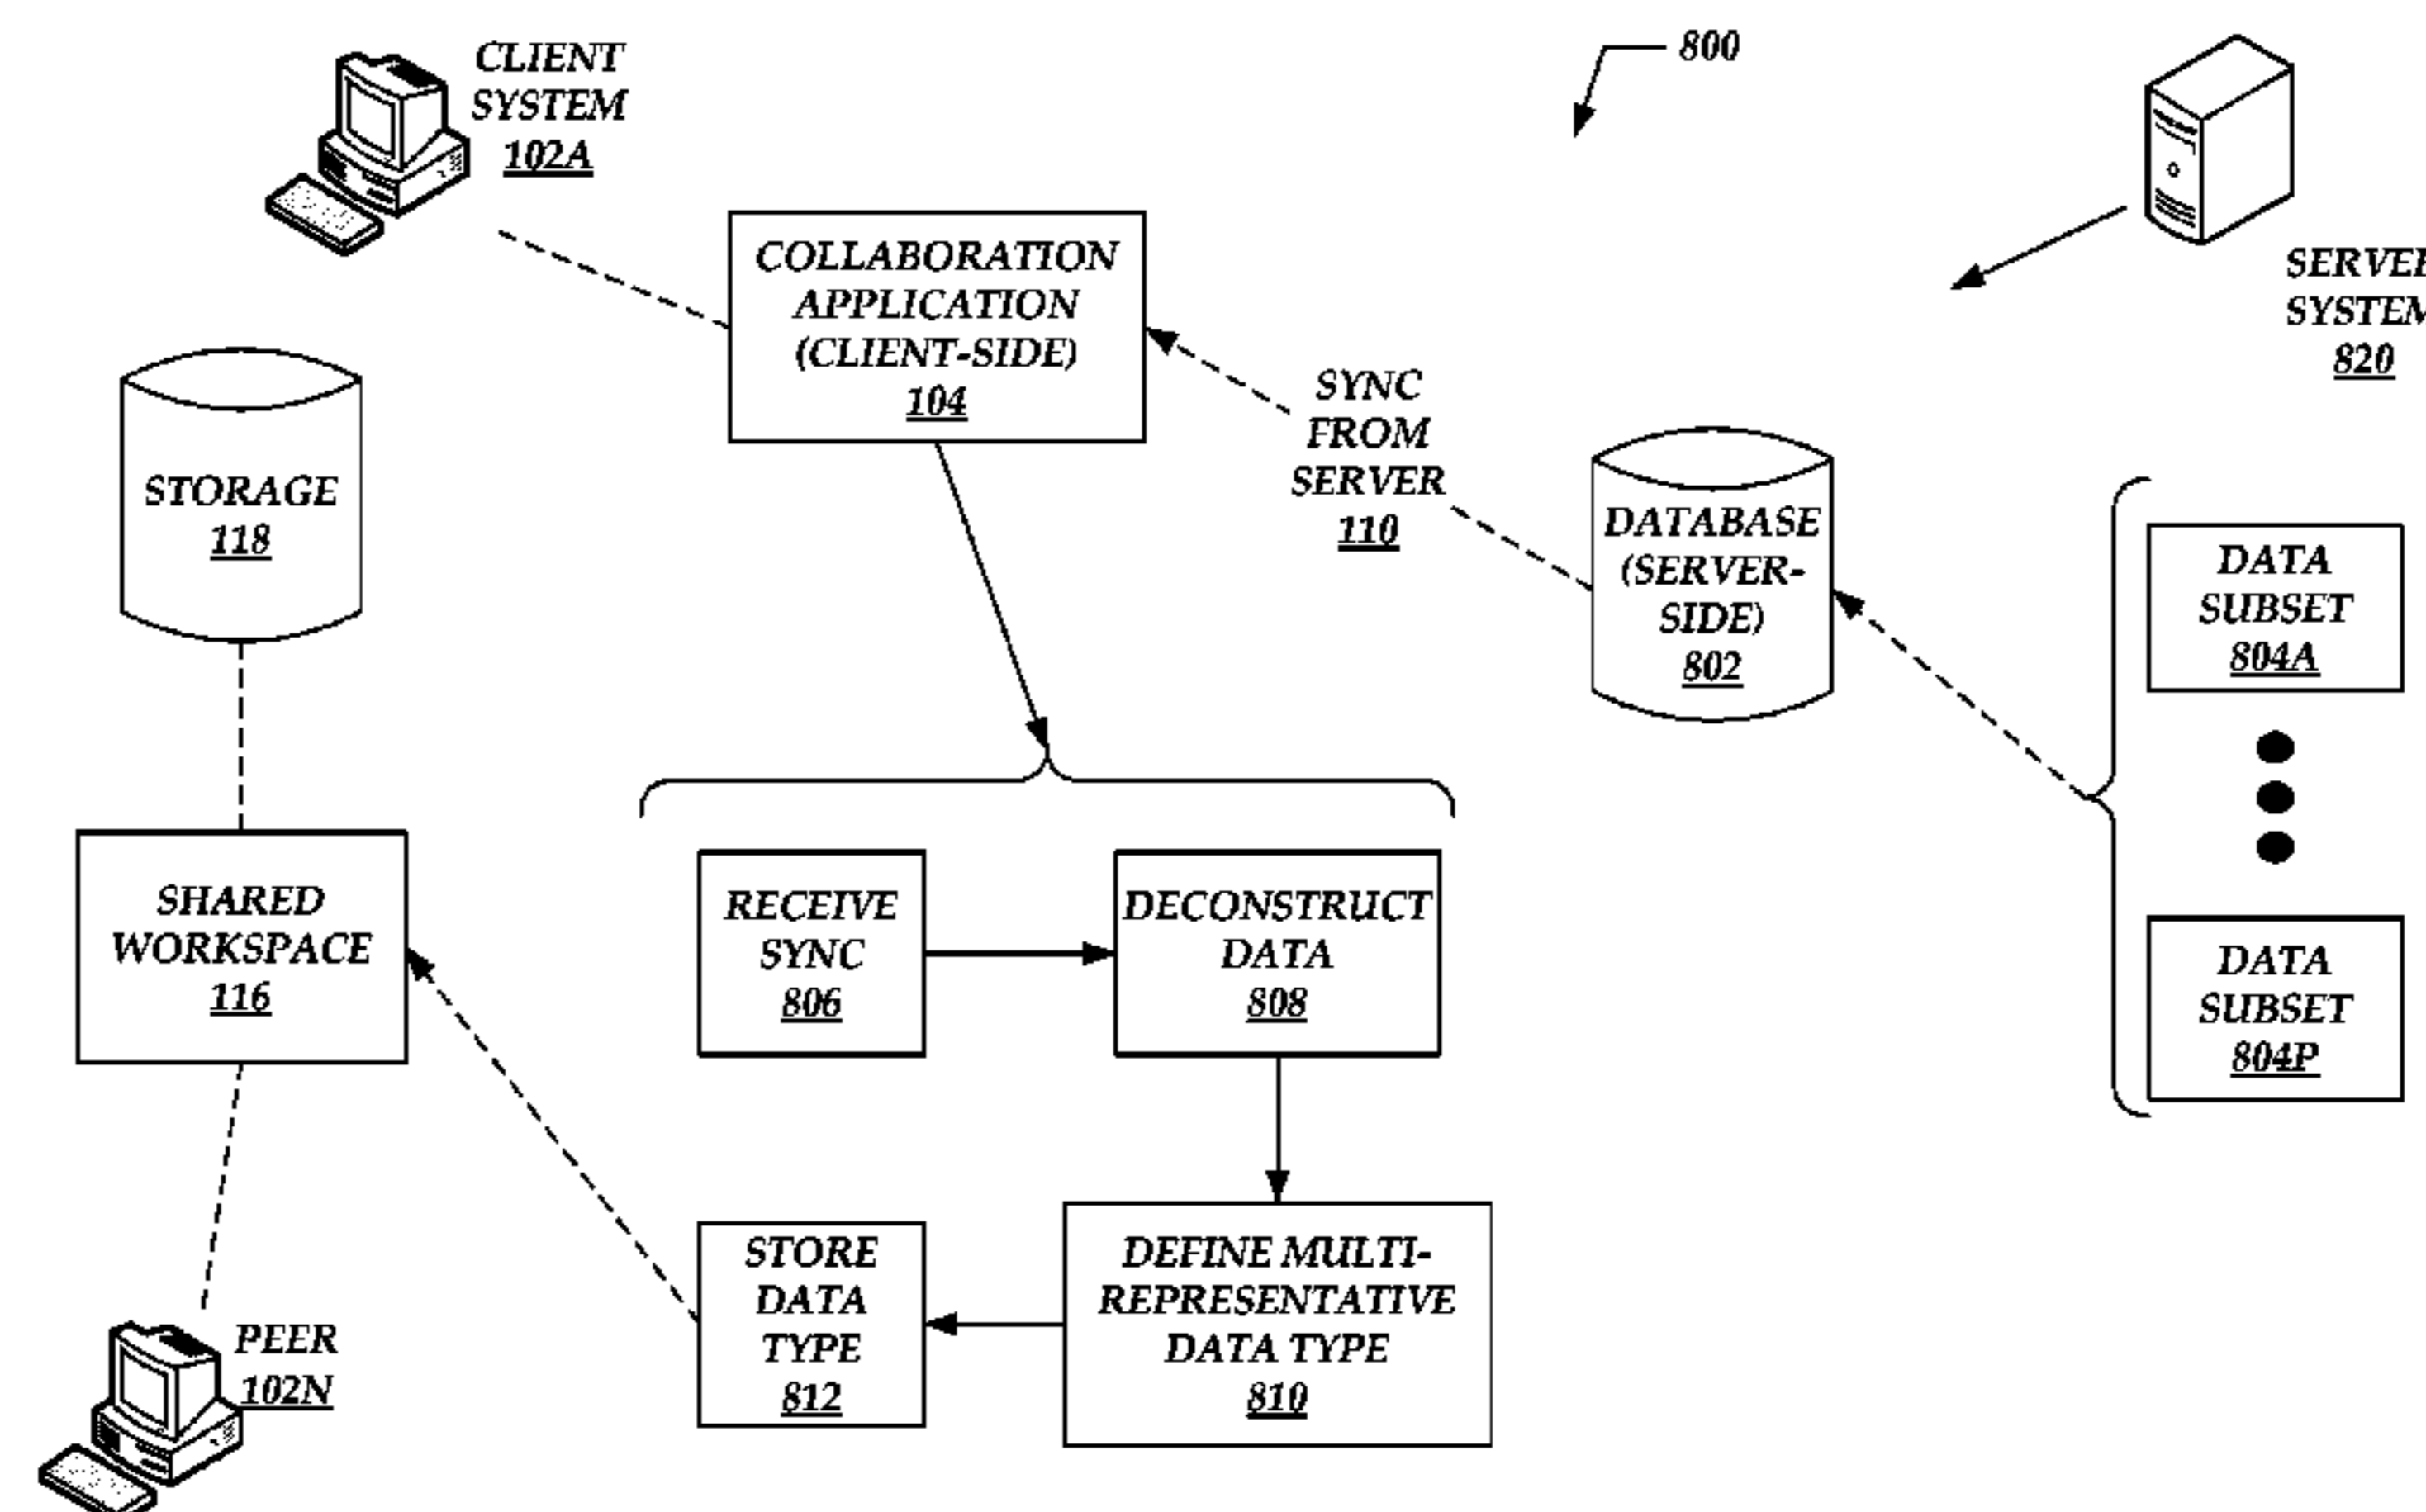 CLIENT
SYSTEM
102A
800
COLLABORATION
APPLICATION
(CLIENT-SIDE)
104
SYSTEM
820
SYNC
FROM
SERVER
110
STORAGE
118
DATABASE
(SERVER-
SIDE)
802
DATA
SUBSET
804A
SHARED
WORKSPACE
116
RECEIVE
SYNC
806
DECONSTRUCT
DATA
808
DATA
SUBSET
804P
STORE
DATA
TYPE
812
DEFINE MULTI-
REPRESENTATIVE
DATA TYPE
810
PEER
102N